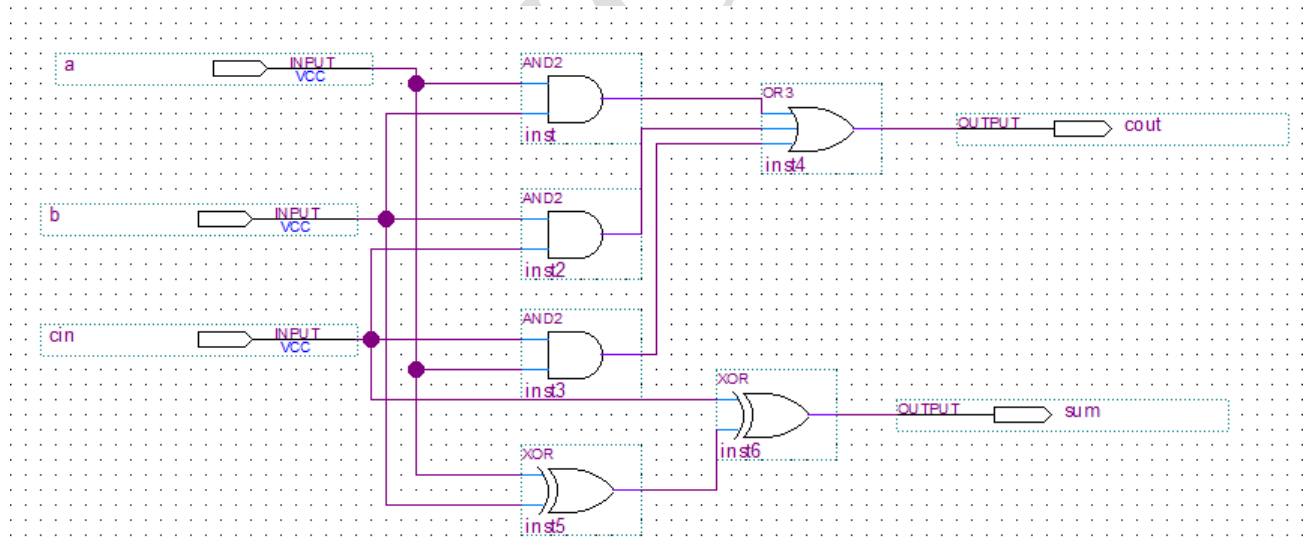 a
INPUT
VCC
AND2
inst
OR3
inst4
OUTPUT
cout
b
INPUT
VCC
AND2
inst2
cin
INPUT
VCC
AND2
inst3
XOR
inst6
OUTPUT
sum
XOR
inst5